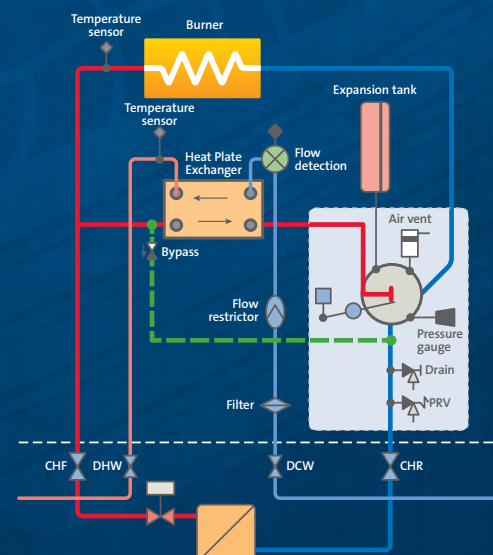 Temperature
sensor
Burner
Expansion tank
Temperature
sensor
Heat Plate
Exchanger
Flow
detection
Air vent
Bypass
Flow
restrictor
Pressure
gauge
Drain
Filter
PRV
CHF
DHW
DCW
CHR